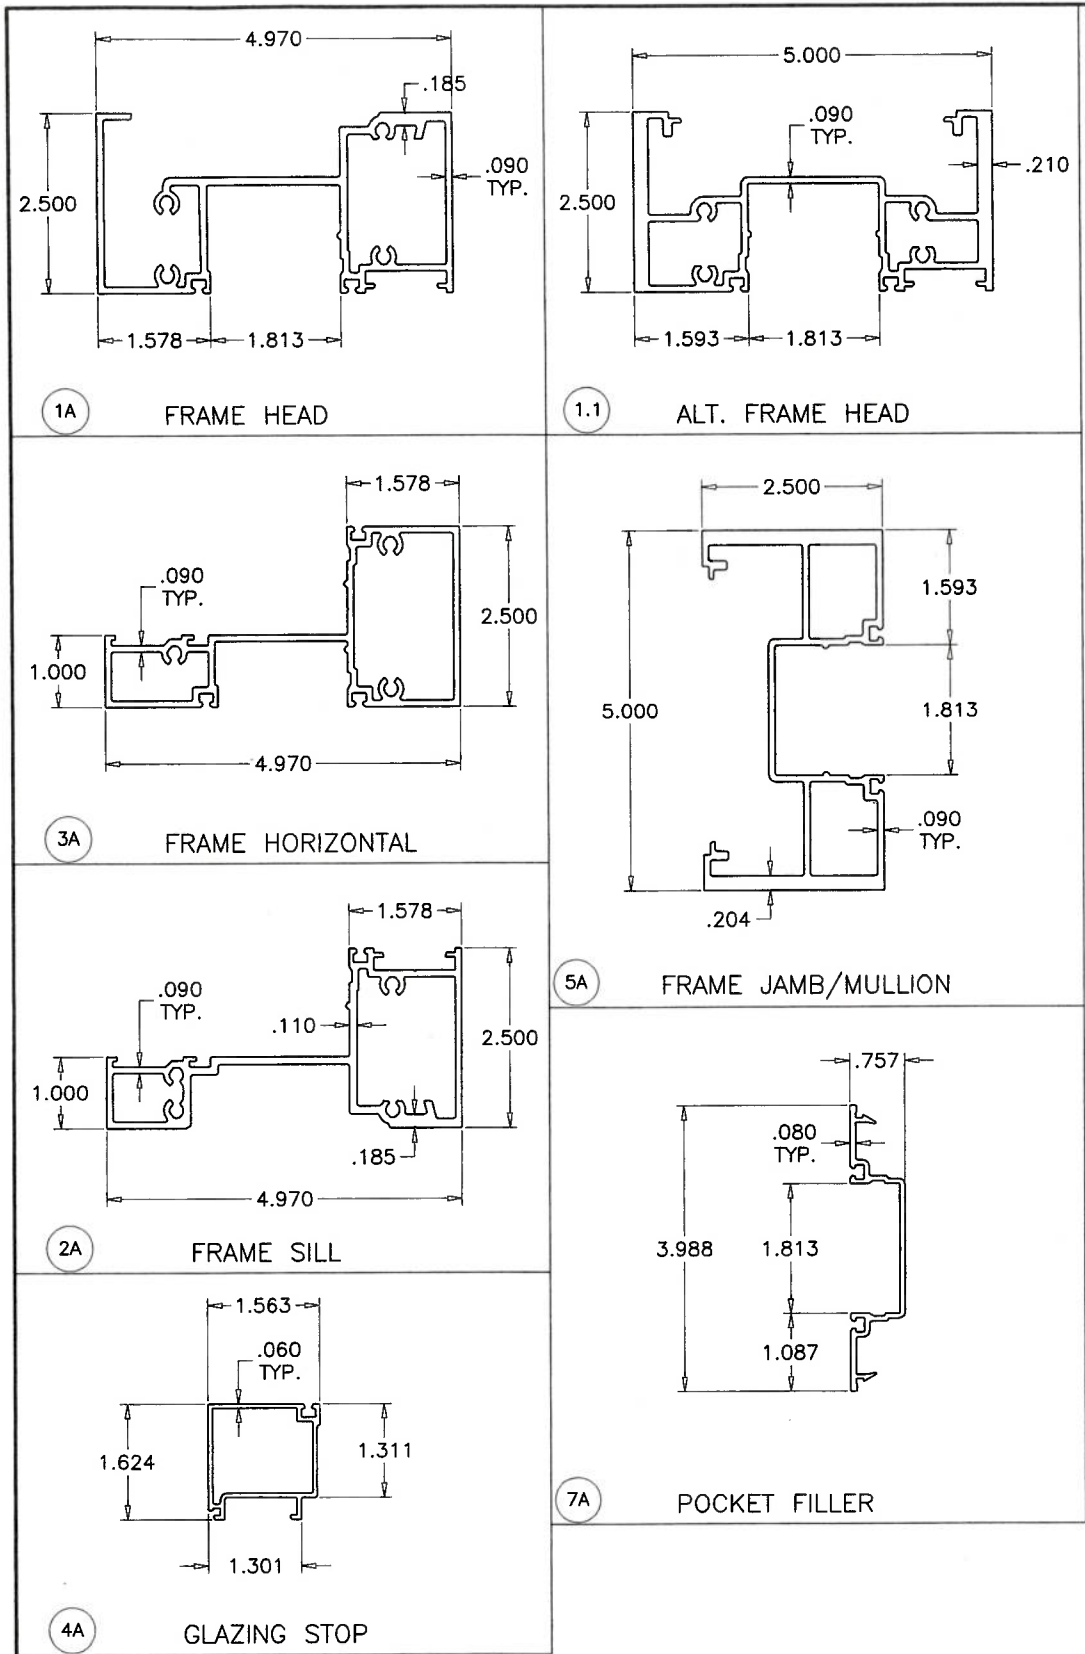 4.970
.185
2.500
.090
TYP.
1.578
1.813
1A
FRAME HEAD
5.000
.090
TYP.
.210
2.500
1.593
1.813
1.1
ALT. FRAME HEAD
1.578
.090
TYP.
2.500
1.000
4.970
3A
FRAME HORIZONTAL
2.500
1.593
5.000
1.813
.090
TYP.
.204
5A
FRAME JAMB/MULLION
1.578
.090
TYP.
.110
2.500
1.000
.185
4.970
2A
FRAME SILL
.757
.080
TYP.
3.988
1.813
1.087
7A
POCKET FILLER
1.563
.060
TYP.
1.624
1.311
1.301
4A
GLAZING STOP